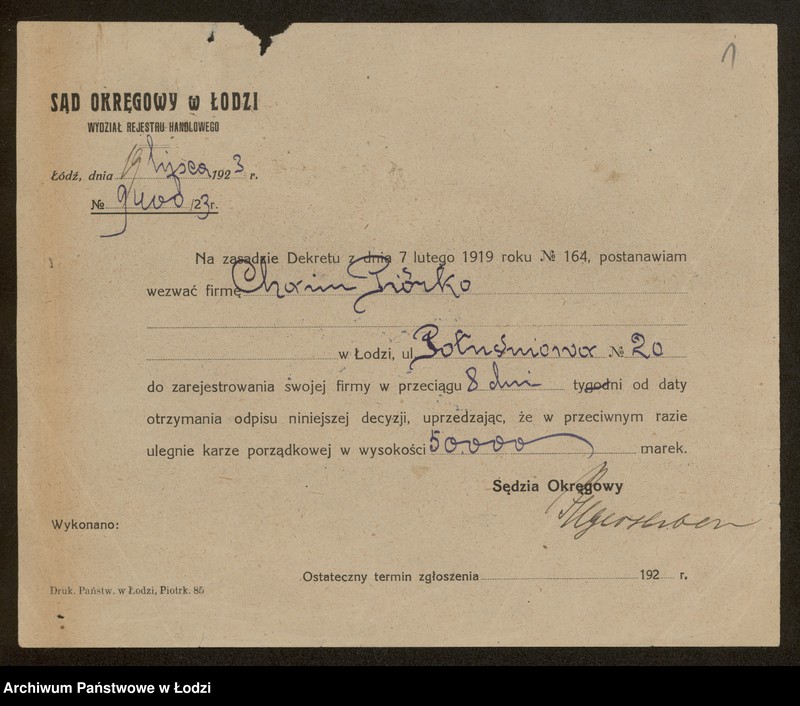 1
SĄD OKRĘGOWY w ŁODZI
WYDZIAŁ REJESTRU HANDLOWEGO
Łódź, dnia 19 lipca 1923 r.
№ /23r.
Na zasadzie Dekretu z dnia 7 lutego 1919 roku № 164, postanawiam
wezwać firmę Chaim Piórko
w Łodzi, ul. Południowa № 20
do zarejestrowania swojej firmy w przeciągu 8 dni tygodni od daty
otrzymania odpisu niniejszej decyzji, uprzedzając, że w przeciwnym razie
ulegnie karze porządkowej w wysokości 50.000 marek.
Sędzia Okręgowy
Wykonano:
Ostateczny termin zgłoszenia 192 r.
Druk. Państw. w Łodzi, Piotrk. 85
Archiwum Państwowe w Łodzi